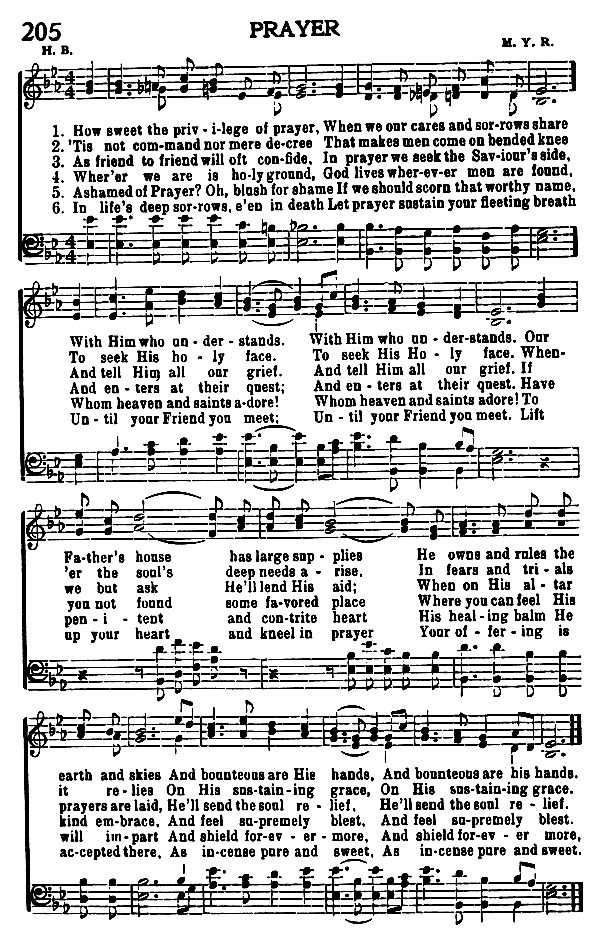 205 PRAYER
H. B. M. Y. R.
1. How sweet the priv - i-lege of prayer, When we our cares and sor-rows share
2. 'Tis not com-mand nor mere de-cree That makes men come on bended knee
3. As friend to friend will oft con-fide, In prayer we seek the Sav-iour's side,
4. Wher'er we are is ho-ly ground, God lives wher-ev-er men are found,
5. Ashamed of Prayer? Oh, blush for shame If we should scorn that worthy name,
6. In life's deep sor-rows, e'en in death Let prayer sustain your fleeting breath
With Him who un - der - stands. With Him who un - der-stands. Our
To seek His ho - ly face. To seek His Ho - ly face. When-
And tell Him all our grief. And tell Him all our grief. If
And en - ters at their quest; And en - ters at their quest. Have
Whom heaven and saints a-dore! Whom heaven and saints adore! To
Un - til your Friend you meet; Un - til your Friend you meet. Lift
Fa-ther's house has large sup - plies He owns and rules the
'er the soul's deep needs a - rise, In fears and tri - als
we but ask He'll lend His aid; When on His al - tar
you not found some fa-vored place Where you can feel His
pen - i - tent and con-trite heart His heal-ing balm He
up your heart and kneel in prayer Your of - fer - ing is
earth and skies And bounteous are His hands, And bounteous are his hands.
it re - lies On His sus-tain-ing grace, On His sus-taining grace.
prayers are laid, He'll send the soul re - lief, He'll send the soul re - lief.
kind em-brace, And feel su-premely blest, And feel su-premely blest.
will im-part And shield for-ev - er - more, And shield for-ev - er more,
ac-cepted there, As in-cense pure and sweet, As in-cense pure and sweet.